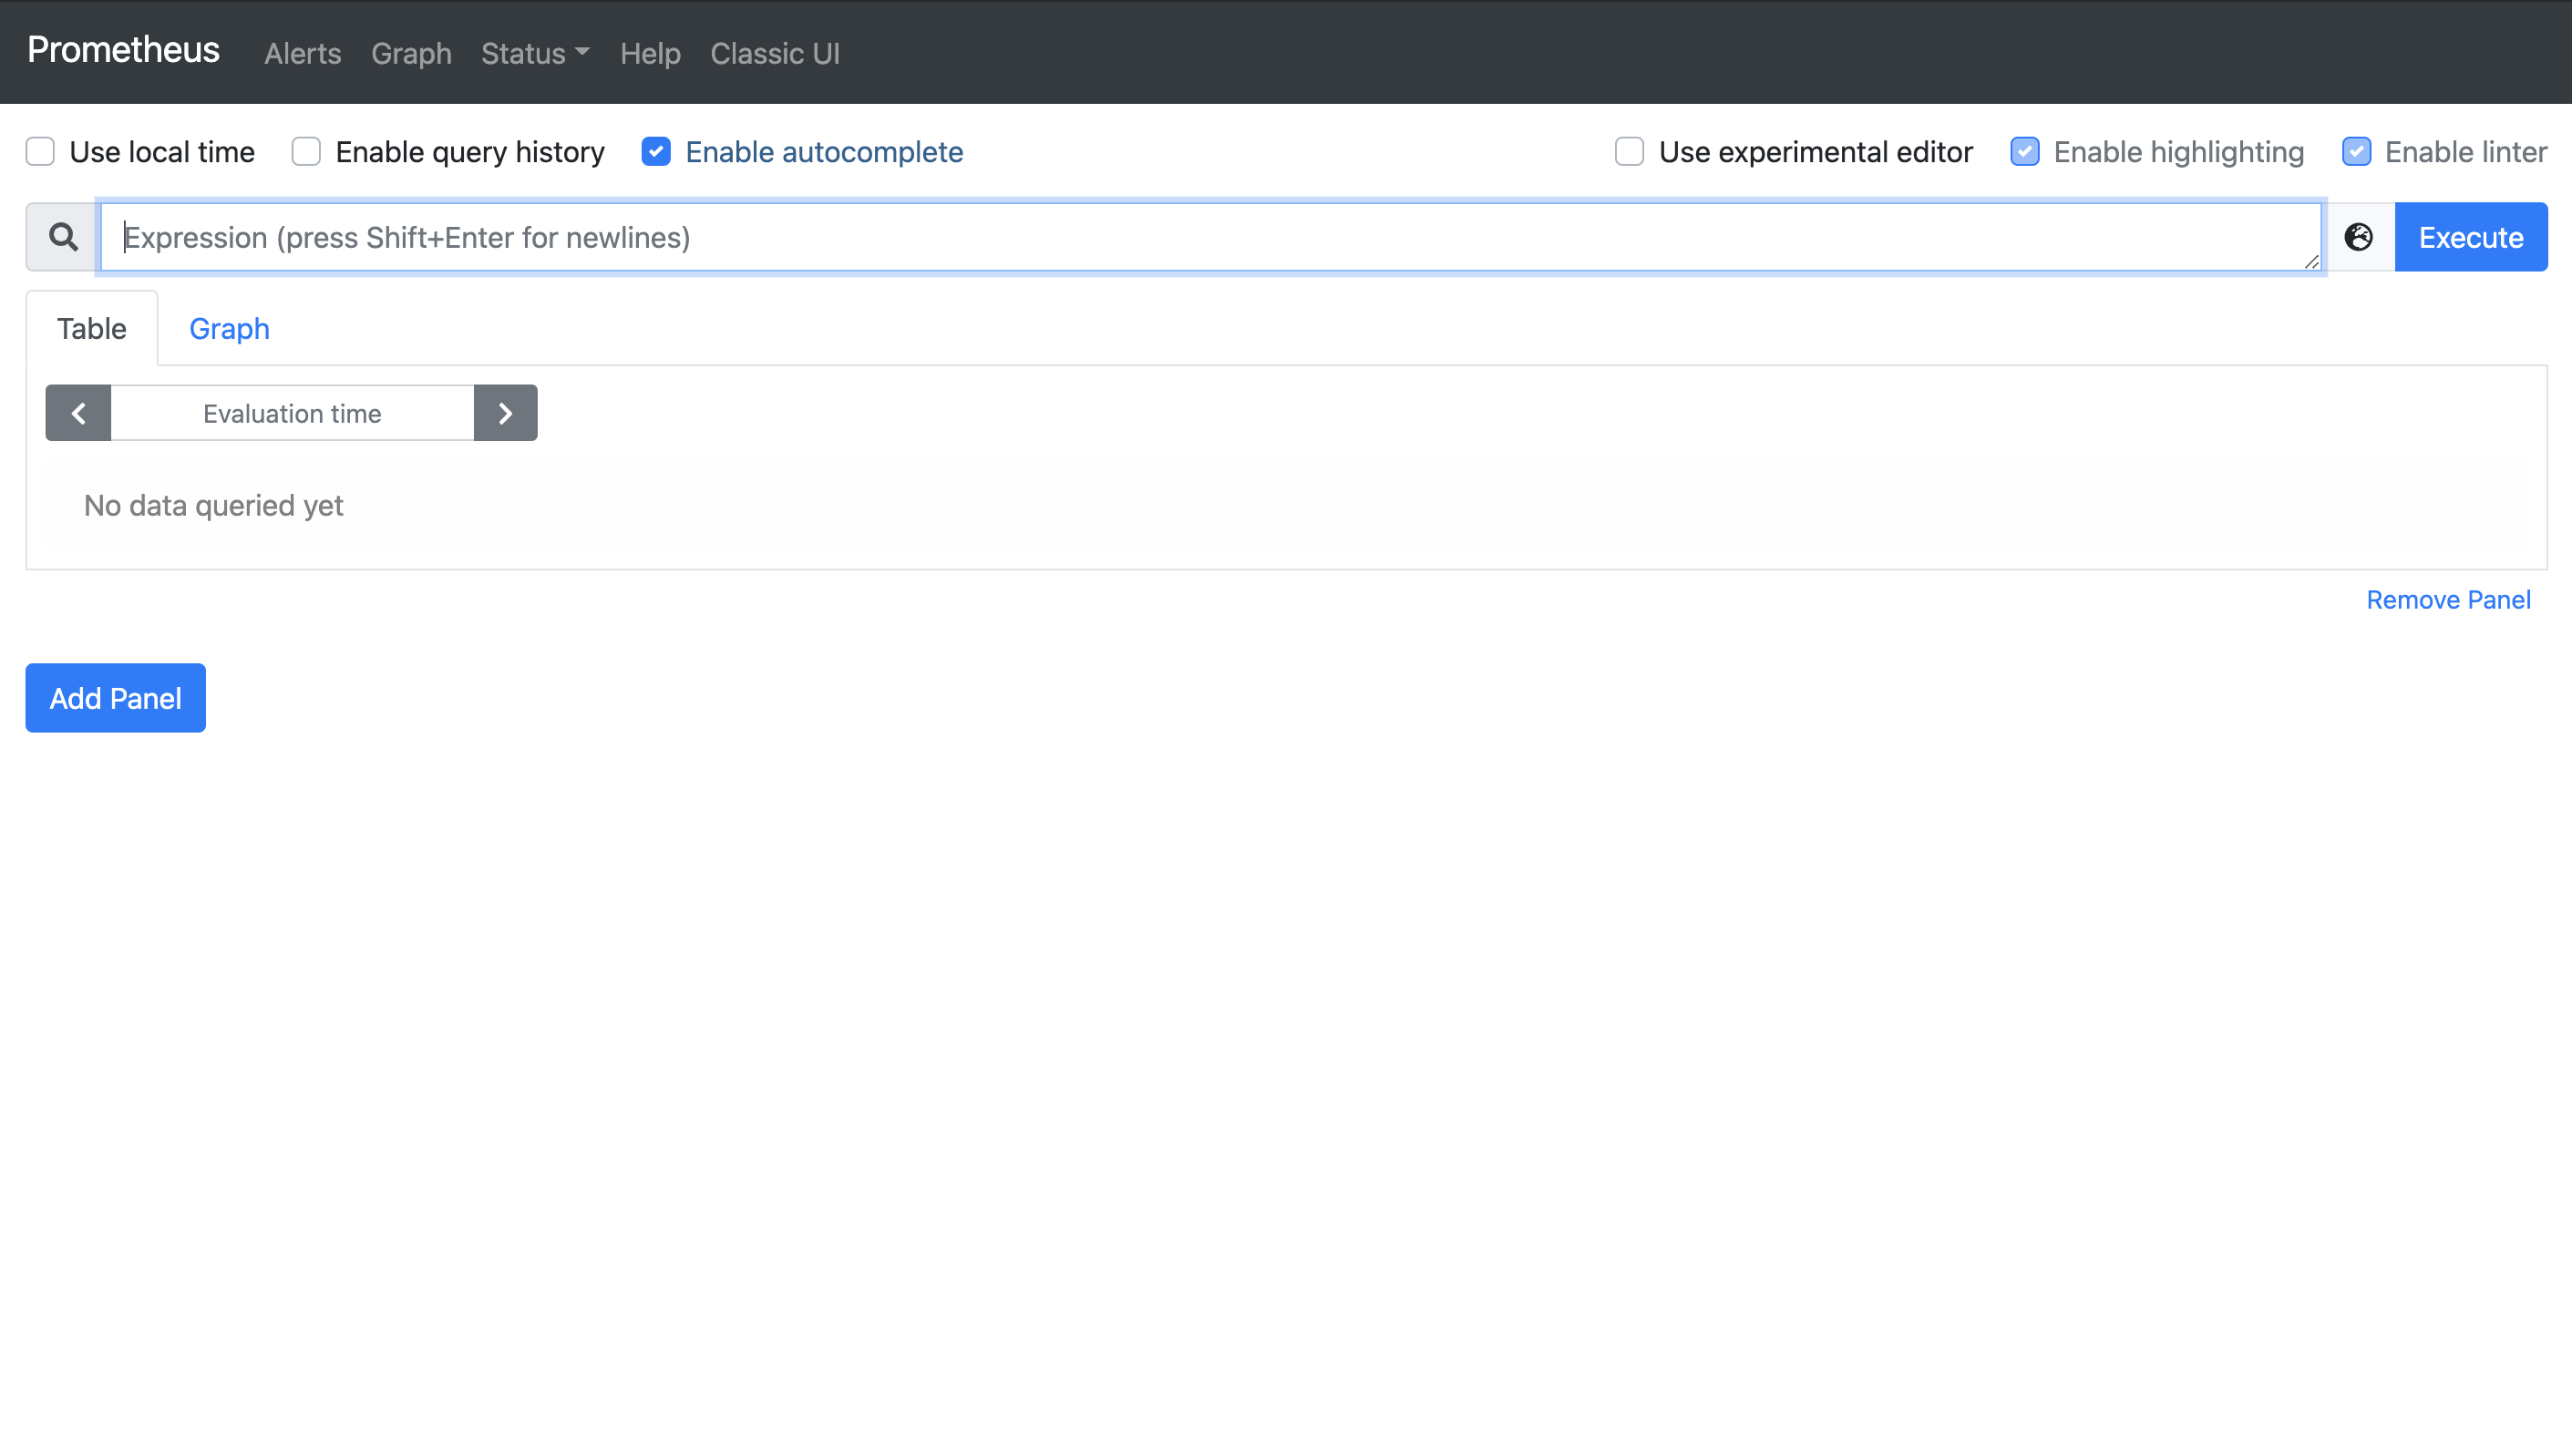 Prometheus Alerts Graph Status Help Classic UI
Use local time Enable query history Enable autocomplete Use experimental editor Enable highlighting Enable linter
Expression (press Shift+Enter for newlines) Execute
Table Graph
Evaluation time
No data queried yet
Remove Panel
Add Panel